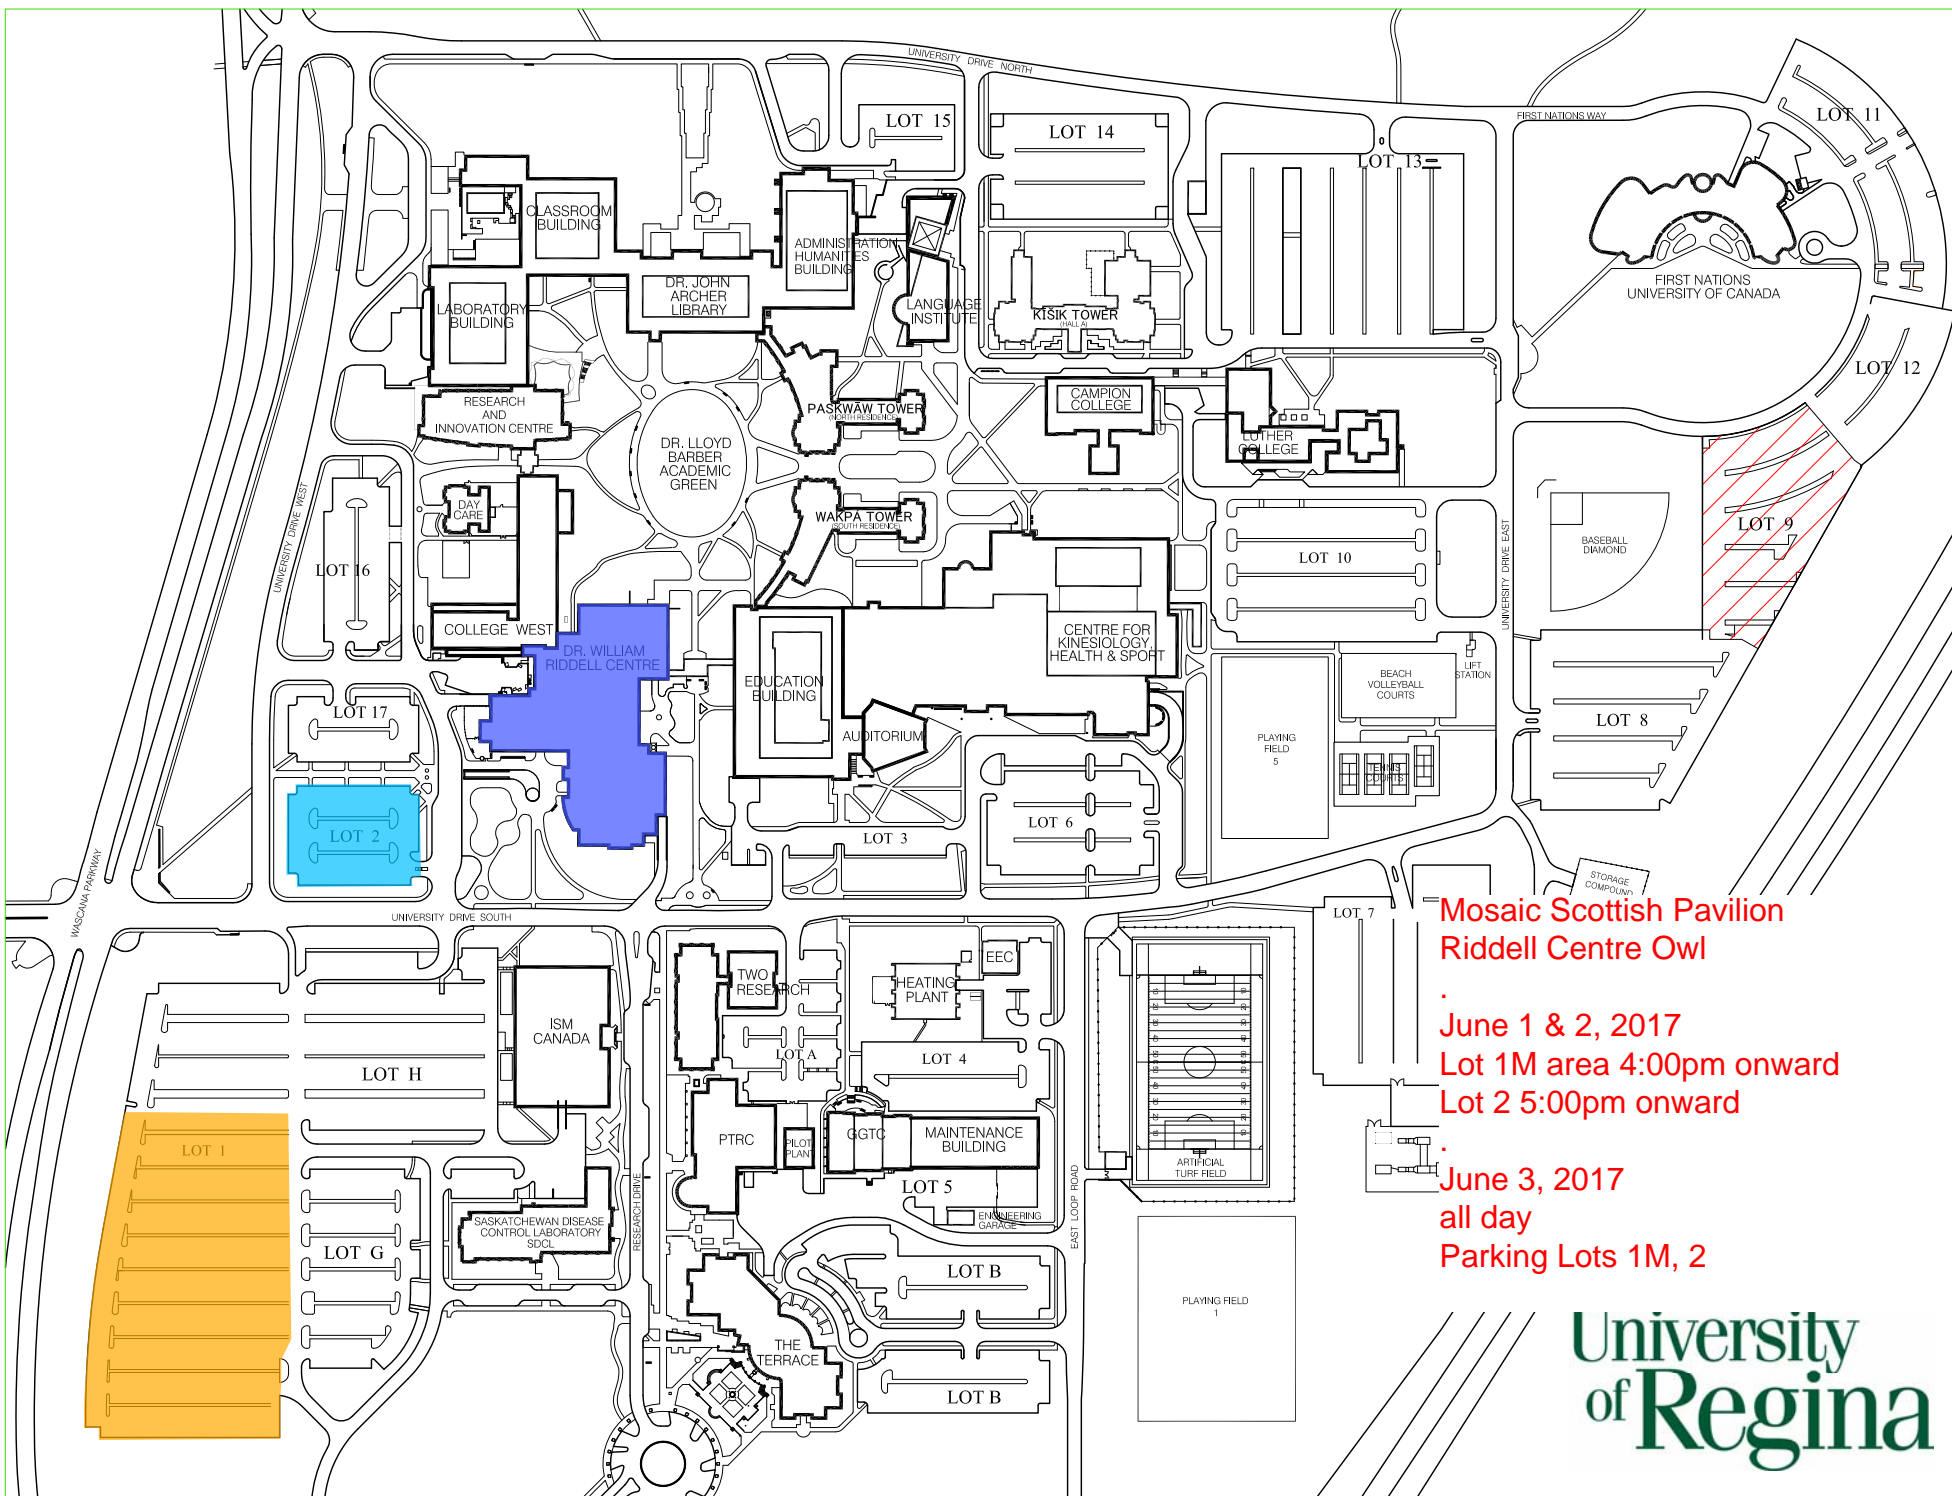 UNIVERSITY DRIVE NORTH
FIRST NATIONS WAY
LOT 11
LOT 15
LOT 14
LOT 13
CLASSROOM
BUILDING
ADMINISTRATION
HUMANITIES
BUILDING
DR. JOHN
ARCHER
LIBRARY
LABORATORY
BUILDING
LANGUAGE
INSTITUTE
KĪŠIK TOWER
(HALL A)
FIRST NATIONS
UNIVERSITY OF CANADA
LOT 12
RESEARCH
AND
INNOVATION CENTRE
PASKWĀW TOWER
(NORTH RESIDENCE)
CAMPION
COLLEGE
LUTHER
COLLEGE
DR. LLOYD
BARBER
ACADEMIC
GREEN
DAY
CARE
WAKPÁ TOWER
(SOUTH RESIDENCE)
UNIVERSITY DRIVE WEST
LOT 16
LOT 10
UNIVERSITY DRIVE EAST
BASEBALL
DIAMOND
LOT 9
COLLEGE WEST
DR. WILLIAM
RIDDELL CENTRE
CENTRE FOR
KINESIOLOGY,
HEALTH & SPORT
EDUCATION
BUILDING
AUDITORIUM
BEACH
VOLLEYBALL
COURTS
LIFT
STATION
LOT 17
LOT 8
PLAYING
FIELD
5
TENNIS
COURTS
LOT 2
LOT 3
LOT 6
WASCANA PARKWAY
UNIVERSITY DRIVE SOUTH
STORAGE
COMPOUND
LOT 7
Mosaic Scottish Pavilion
Riddell Centre Owl
.
June 1 & 2, 2017
Lot 1M area 4:00pm onward
Lot 2 5:00pm onward
.
June 3, 2017
all day
Parking Lots 1M, 2
TWO
RESEARCH
HEATING
PLANT
EEC
ISM
CANADA
LOT H
LOT A
LOT 4
LOT 1
PTRC
PILOT
PLANT
GGTC
MAINTENANCE
BUILDING
ARTIFICIAL
TURF FIELD
LOT 5
ENGINEERING
GARAGE
RESEARCH DRIVE
EAST LOOP ROAD
SASKATCHEWAN DISEASE
CONTROL LABORATORY
SDCL
LOT G
LOT B
PLAYING FIELD
1
THE
TERRACE
LOT B
University
of Regina